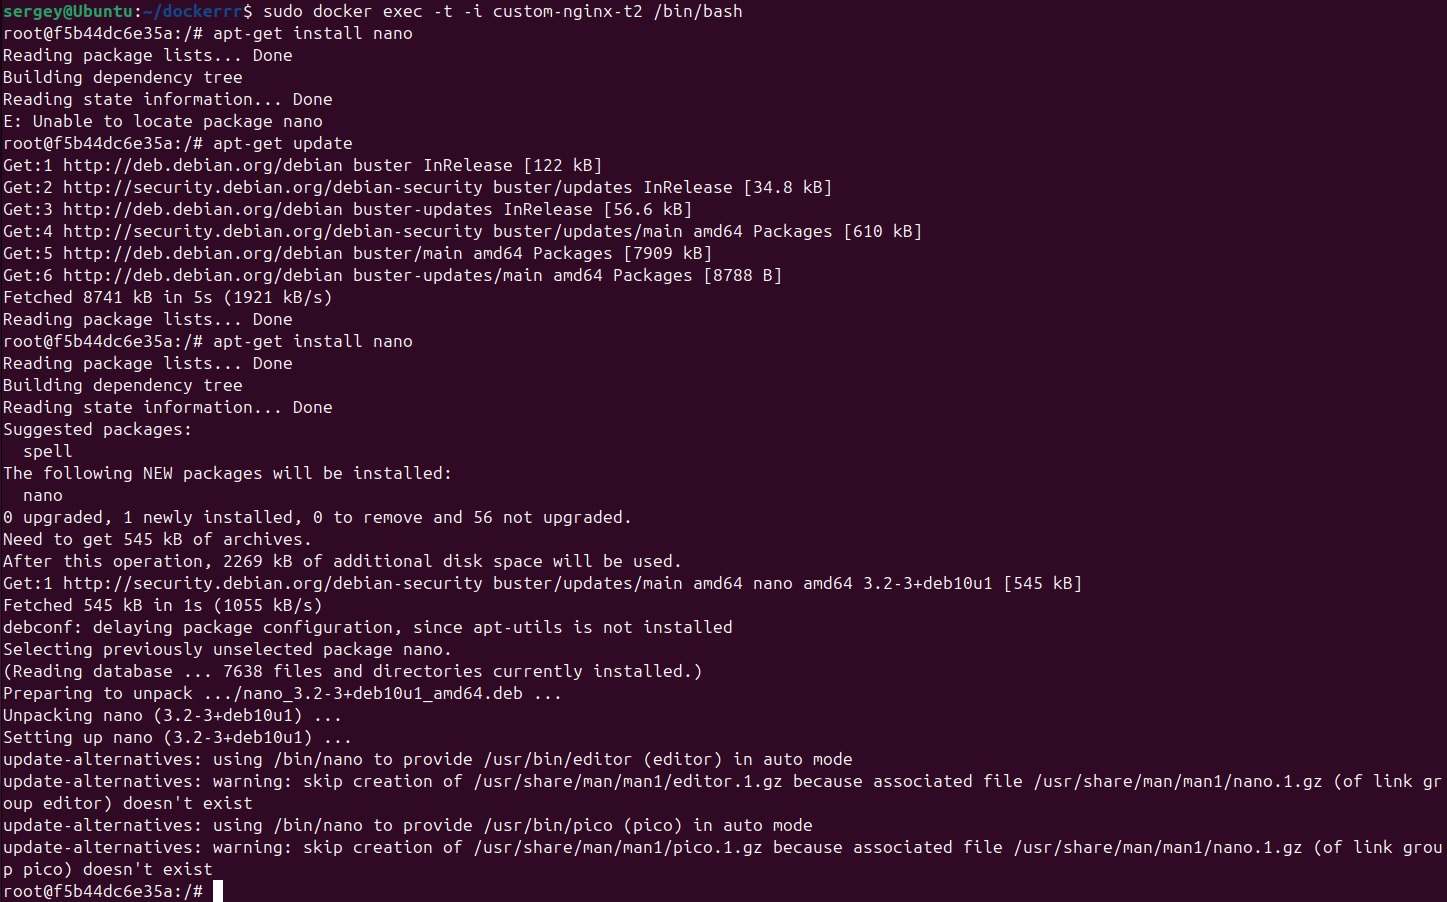 sergey@Ubuntu:~/dockerrr$ sudo docker exec -t -i custom-nginx-t2 /bin/bash
root@f5b44dc6e35a:/# apt-get install nano
Reading package lists... Done
Building dependency tree
Reading state information... Done
E: Unable to locate package nano
root@f5b44dc6e35a:/# apt-get update
Get:1 http://deb.debian.org/debian buster InRelease [122 kB]
Get:2 http://security.debian.org/debian-security buster/updates InRelease [34.8 kB]
Get:3 http://deb.debian.org/debian buster-updates InRelease [56.6 kB]
Get:4 http://security.debian.org/debian-security buster/updates/main amd64 Packages [610 kB]
Get:5 http://deb.debian.org/debian buster/main amd64 Packages [7909 kB]
Get:6 http://deb.debian.org/debian buster-updates/main amd64 Packages [8788 B]
Fetched 8741 kB in 5s (1921 kB/s)
Reading package lists... Done
root@f5b44dc6e35a:/# apt-get install nano
Reading package lists... Done
Building dependency tree
Reading state information... Done
Suggested packages:
  spell
The following NEW packages will be installed:
  nano
0 upgraded, 1 newly installed, 0 to remove and 56 not upgraded.
Need to get 545 kB of archives.
After this operation, 2269 kB of additional disk space will be used.
Get:1 http://security.debian.org/debian-security buster/updates/main amd64 nano amd64 3.2-3+deb10u1 [545 kB]
Fetched 545 kB in 1s (1055 kB/s)
debconf: delaying package configuration, since apt-utils is not installed
Selecting previously unselected package nano.
(Reading database ... 7638 files and directories currently installed.)
Preparing to unpack .../nano_3.2-3+deb10u1_amd64.deb ...
Unpacking nano (3.2-3+deb10u1) ...
Setting up nano (3.2-3+deb10u1) ...
update-alternatives: using /bin/nano to provide /usr/bin/editor (editor) in auto mode
update-alternatives: warning: skip creation of /usr/share/man/man1/editor.1.gz because associated file /usr/share/man/man1/nano.1.gz (of link gr
oup editor) doesn't exist
update-alternatives: using /bin/nano to provide /usr/bin/pico (pico) in auto mode
update-alternatives: warning: skip creation of /usr/share/man/man1/pico.1.gz because associated file /usr/share/man/man1/nano.1.gz (of link grou
p pico) doesn't exist
root@f5b44dc6e35a:/#